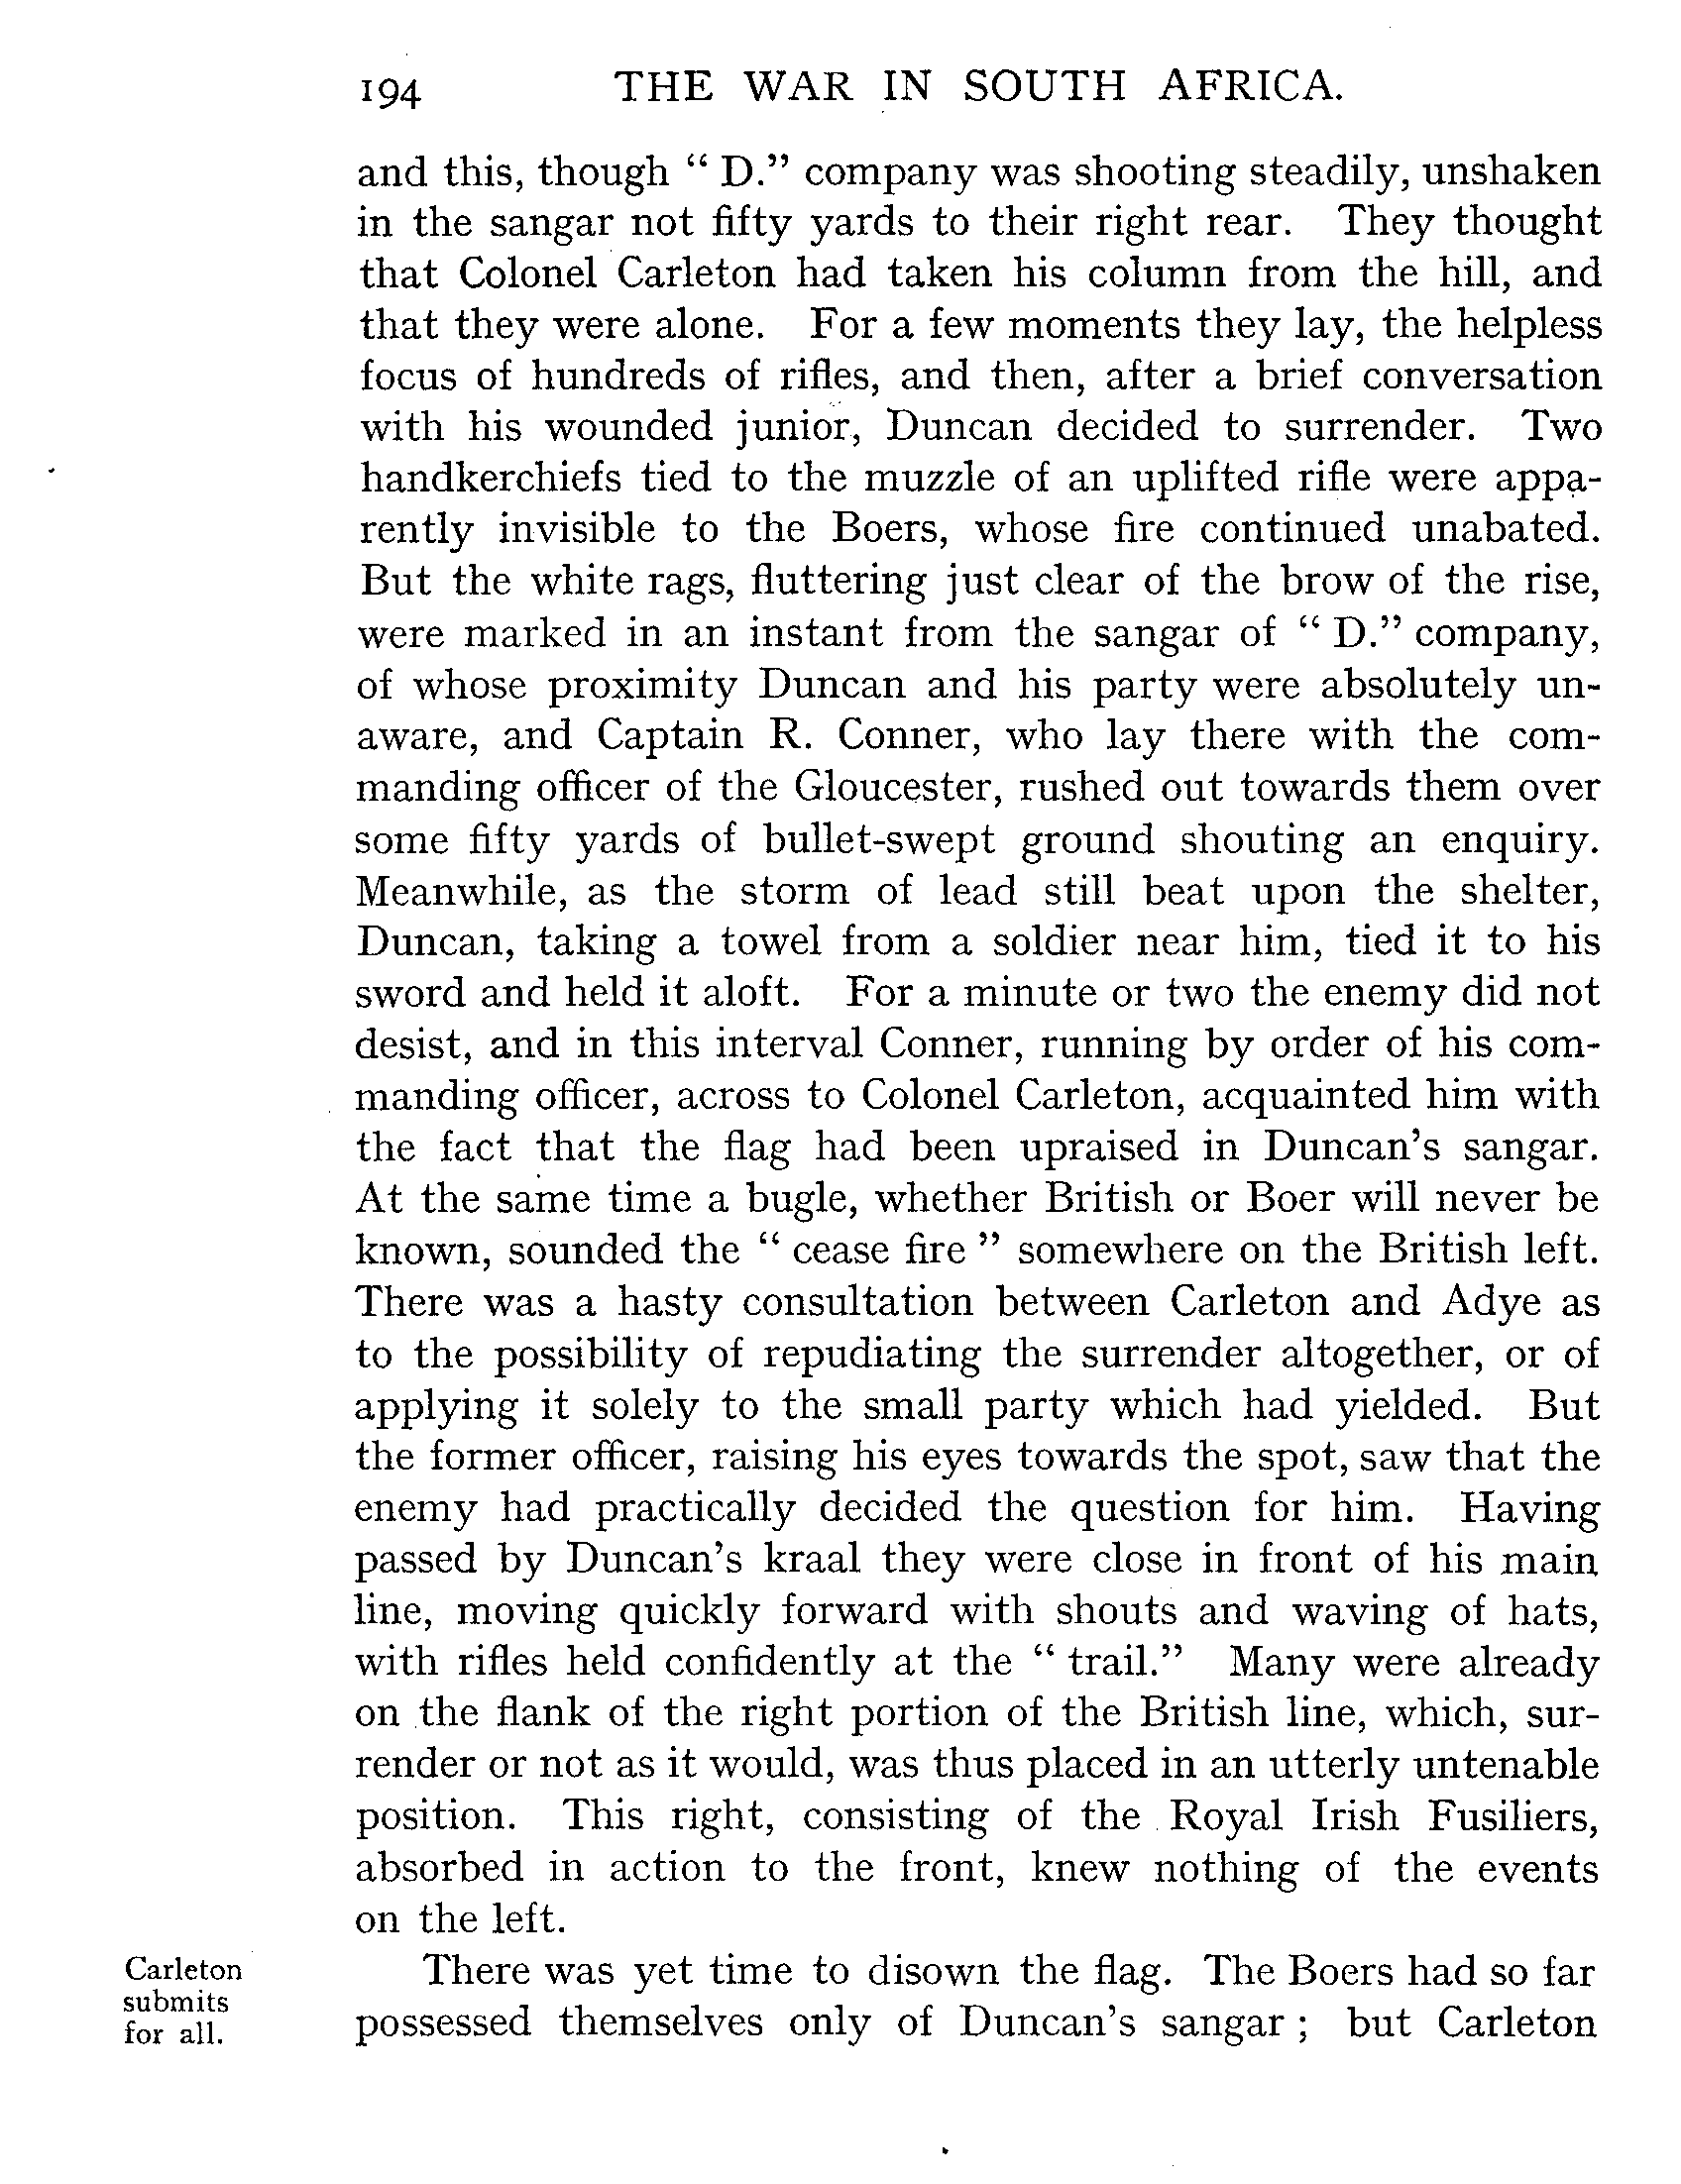 194 THE WAR IN SOUTH AFRICA.
and this, though “ D.” company was shooting steadily, unshaken
in the sangar not fifty yards to their right rear. They thought
that Colonel Carleton had taken his column from the hill, and
that they were alone. For a few moments they lay, the helpless
focus of hundreds of rifles, and then, after a brief conversation
with his wounded junior, Duncan decided to surrender. Two
handkerchiefs tied to the muzzle of an uplifted rifle were appa-
rently invisible to the Boers, whose fire continued unabated.
But the white rags, fluttering just clear of the brow of the rise,
were marked in an instant from the sangar of “ D.” company,
of whose proximity Duncan and his party were absolutely un-
aware, and Captain R. Conner, who lay there with the com-
manding officer of the Gloucester, rushed out towards them over
some fifty yards of bullet-swept ground shouting an enquiry.
Meanwhile, as the storm of lead still beat upon the shelter,
Duncan, taking a towel from a soldier near him, tied it to his
sword and held it aloft. For a minute or two the enemy did not
desist, and in this interval Conner, running by order of his com-
manding officer, across to Colonel Carleton, acquainted him with
the fact that the flag had been upraised in Duncan’s sangar.
At the same time a bugle, whether British or Boer will never be
known, sounded the “ cease fire ” somewhere on the British left.
There was a hasty consultation between Carleton and Adye as
to the possibility of repudiating the surrender altogether, or of
applying it solely to the small party which had yielded. But
the former officer, raising his eyes towards the spot, saw that the
enemy had practically decided the question for him. Having
passed by Duncan’s kraal they were close in front of his main
line, moving quickly forward with shouts and waving of hats,
with rifles held confidently at the “ trail.” Many were already
on the flank of the right portion of the British line, which, sur-
render or not as it would, was thus placed in an utterly untenable
position. This right, consisting of the Royal Irish Fusiliers,
absorbed in action to the front, knew nothing of the events
on the left.
Carleton
submits
for all.
There was yet time to disown the flag. The Boers had so far
possessed themselves only of Duncan’s sangar ; but Carleton